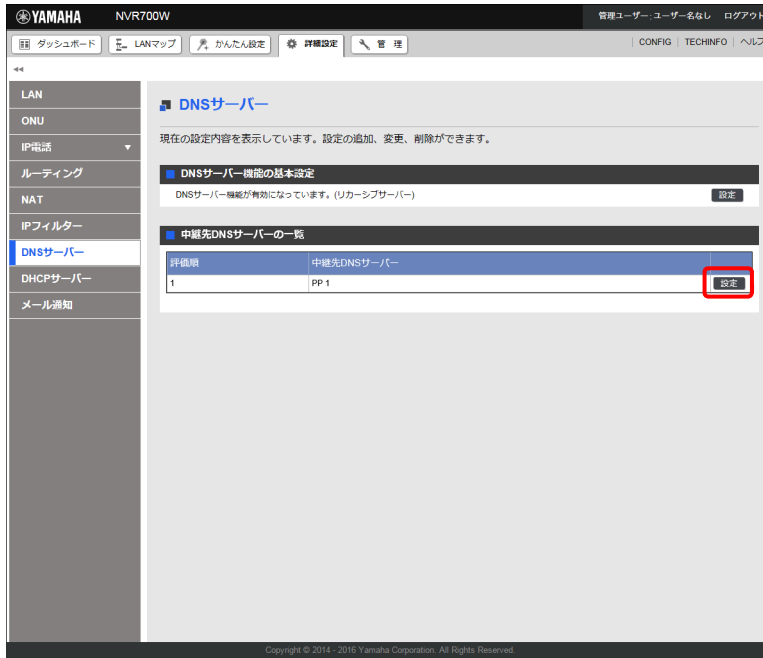 YAMAHA NVR700W 管理ユーザー: ユーザー名なし ログアウト
ダッシュボード LANマップ かんたん設定 詳細設定 管 理 CONFIG | TECHINFO | ヘルプ
LAN
ONU
IP電話
ルーティング
NAT
IPフィルター
DNSサーバー
DHCPサーバー
メール通知
DNSサーバー
現在の設定内容を表示しています。設定の追加、変更、削除ができます。
DNSサーバー機能の基本設定
DNSサーバー機能が有効になっています。(リカーシブサーバー) 設定
中継先DNSサーバーの一覧
評価順 中継先DNSサーバー
1 PP 1 設定
Copyright © 2014 - 2016 Yamaha Corporation. All Rights Reserved.